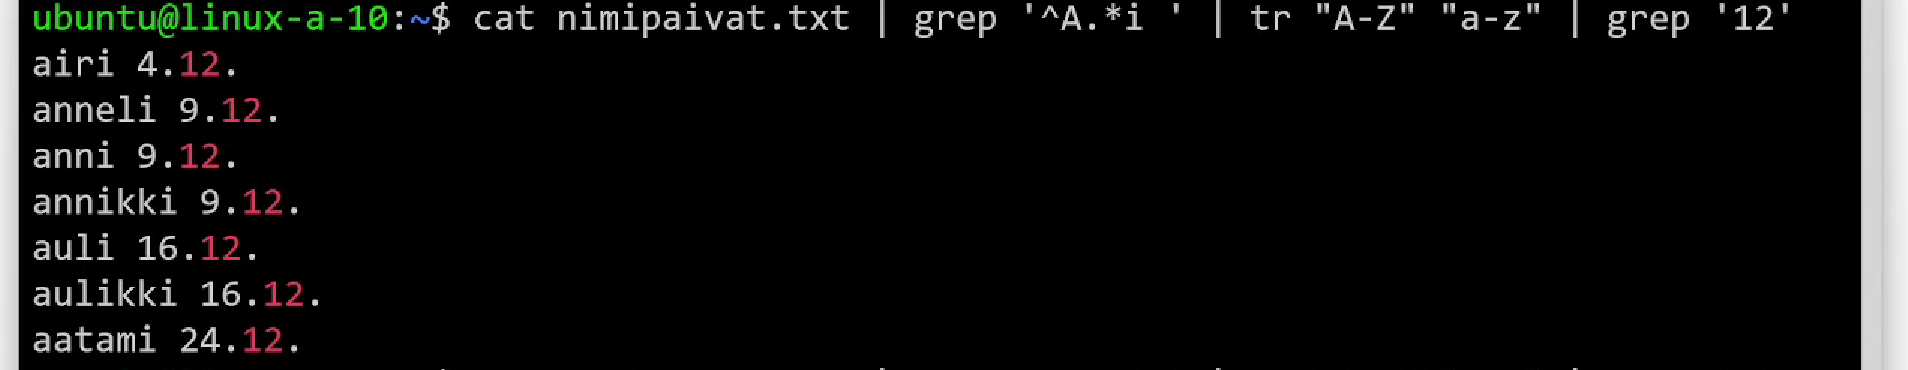 ubuntu@linux-a-10:~$ cat nimipaivat.txt | grep '^A.*i ' | tr "A-Z" "a-z" | grep '12'
airi 4.12.
anneli 9.12.
anni 9.12.
annikki 9.12.
auli 16.12.
aulikki 16.12.
aatami 24.12.